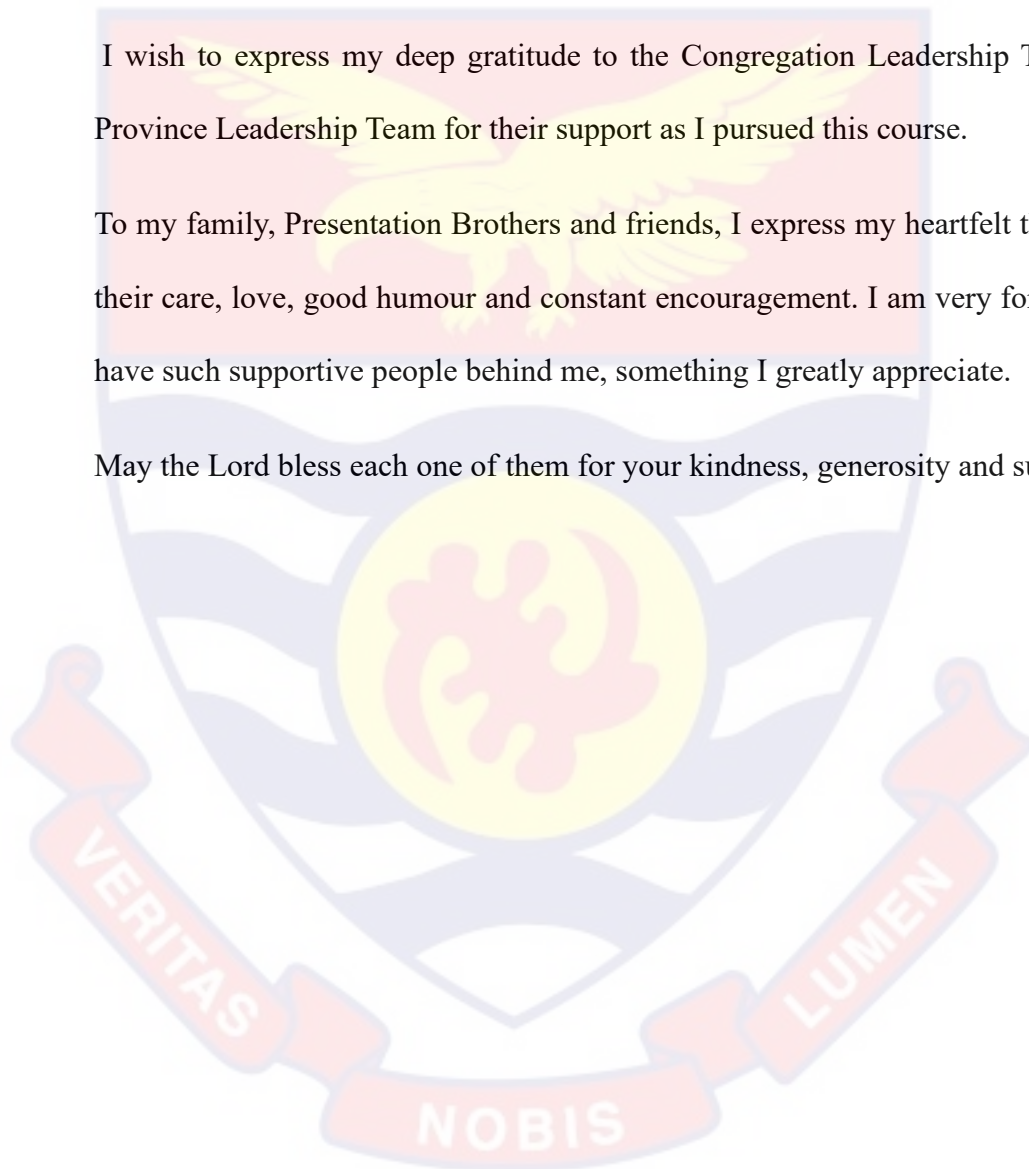 I wish to express my deep gratitude to the Congregation Leadership
Province Leadership Team for their support as I pursued this course.
To my family, Presentation Brothers and friends, I express my heartfelt
their care, love, good humour and constant encouragement. I am very
have such supportive people behind me, something I greatly appreciate.
May the Lord bless each one of them for your kindness, generosity and
VERITAS
NOBIS
LUMEN